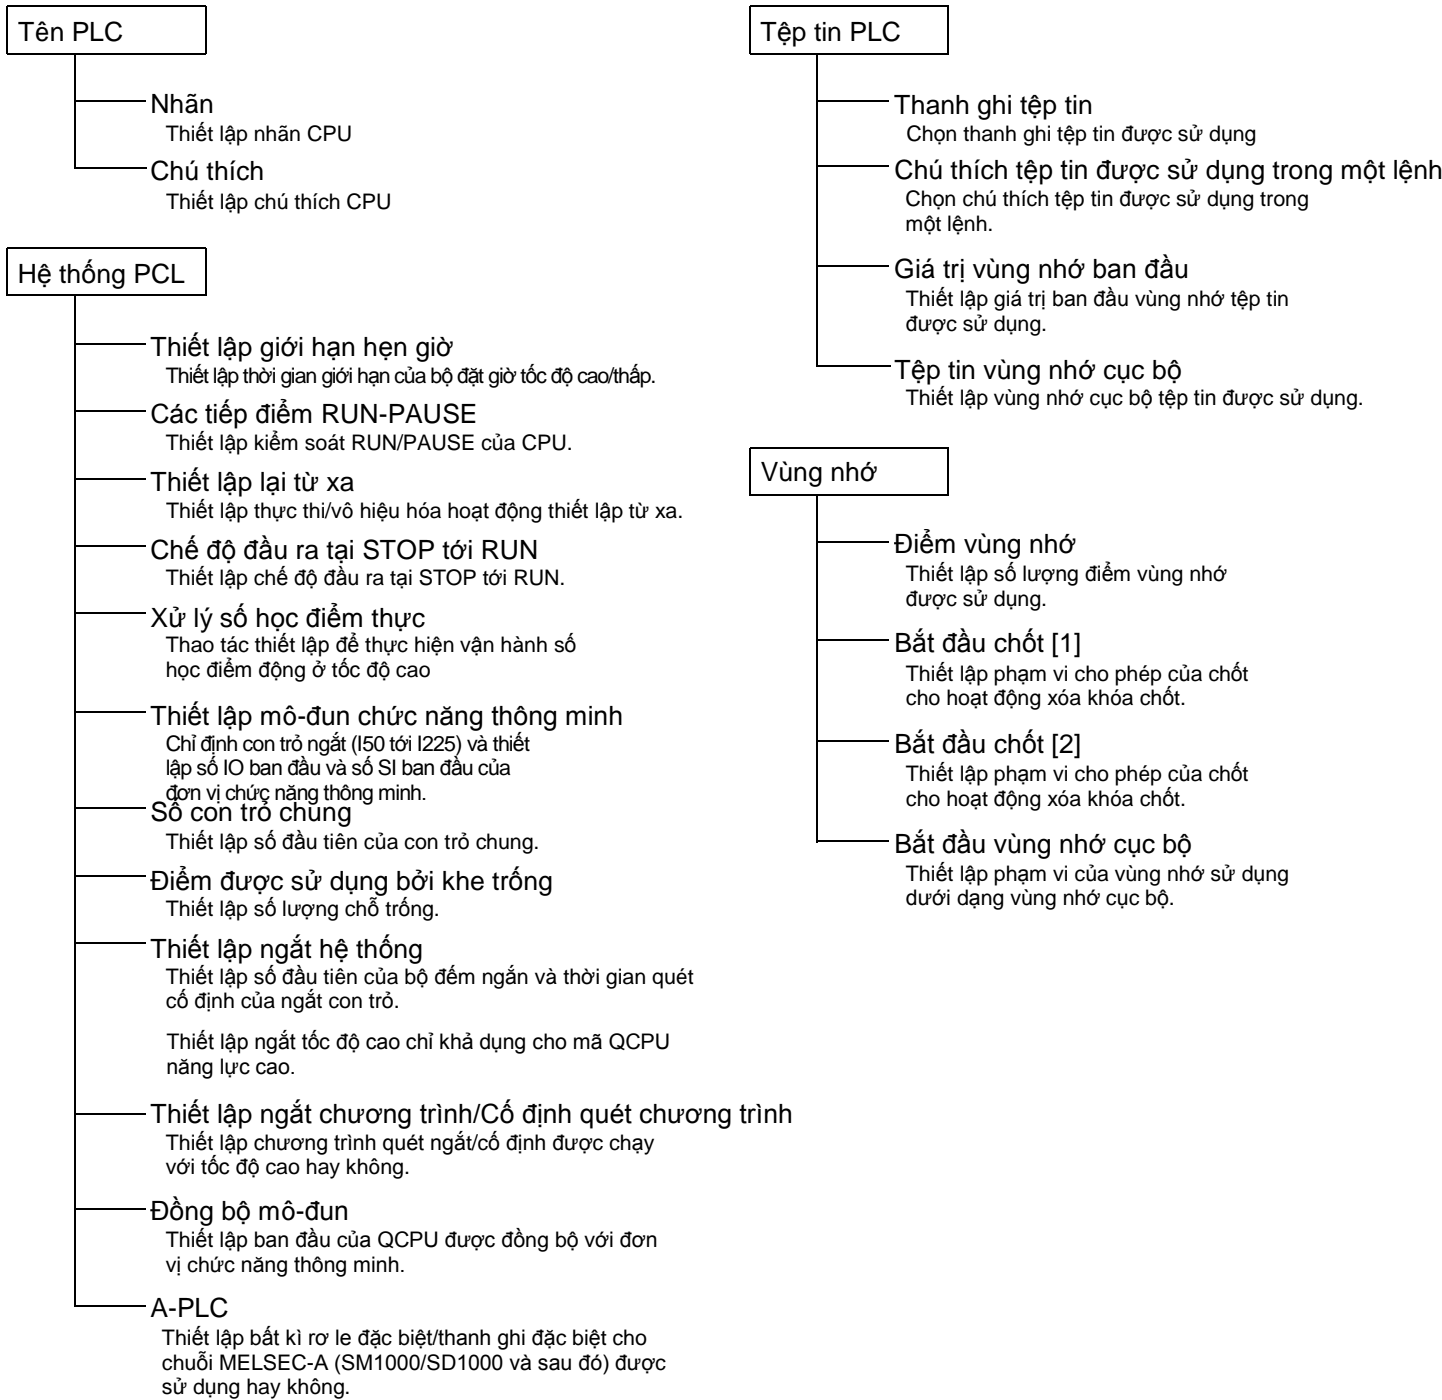 Tên PLC
Nhãn
Thiết lập nhãn CPU
Chú thích
Thiết lập chú thích CPU
Hệ thống PCL
Thiết lập giới hạn hẹn giờ
Thiết lập thời gian giới hạn của bộ đặt giờ tốc độ cao/thấp.
Các tiếp điểm RUN-PAUSE
Thiết lập kiểm soát RUN/PAUSE của CPU.
Thiết lập lại từ xa
Thiết lập thực thi/vô hiệu hóa hoạt động thiết lập từ xa.
Chế độ đầu ra tại STOP tới RUN
Thiết lập chế độ đầu ra tại STOP tới RUN.
Xử lý số học điểm thực
Thao tác thiết lập để thực hiện vận hành số
học điểm động ở tốc độ cao
Thiết lập mô-đun chức năng thông minh
Chỉ định con trỏ ngắt (I50 tới I225) và thiết
lập số IO ban đầu và số SI ban đầu của
đơn vị chức năng thông minh.
Số con trỏ chung
Thiết lập số đầu tiên của con trỏ chung.
Điểm được sử dụng bởi khe trống
Thiết lập số lượng chỗ trống.
Thiết lập ngắt hệ thống
Thiết lập số đầu tiên của bộ đếm ngắn và thời gian quét
cố định của ngắt con trỏ.
Thiết lập ngắt tốc độ cao chỉ khả dụng cho mã QCPU
năng lực cao.
Thiết lập ngắt chương trình/Cố định quét chương trình
Thiết lập chương trình quét ngắt/cố định được chạy
với tốc độ cao hay không.
Đồng bộ mô-đun
Thiết lập ban đầu của QCPU được đồng bộ với đơn
vị chức năng thông minh.
A-PLC
Thiết lập bất kì rơ le đặc biệt/thanh ghi đặc biệt cho
chuỗi MELSEC-A (SM1000/SD1000 và sau đó) được
sử dụng hay không.
Tệp tin PLC
Thanh ghi tệp tin
Chọn thanh ghi tệp tin được sử dụng
Chú thích tệp tin được sử dụng trong một lệnh
Chọn chú thích tệp tin được sử dụng trong
một lệnh.
Giá trị vùng nhớ ban đầu
Thiết lập giá trị ban đầu vùng nhớ tệp tin
được sử dụng.
Tệp tin vùng nhớ cục bộ
Thiết lập vùng nhớ cục bộ tệp tin được sử dụng.
Vùng nhớ
Điểm vùng nhớ
Thiết lập số lượng điểm vùng nhớ
được sử dụng.
Bắt đầu chốt [1]
Thiết lập phạm vi cho phép của chốt
cho hoạt động xóa khóa chốt.
Bắt đầu chốt [2]
Thiết lập phạm vi cho phép của chốt
cho hoạt động xóa khóa chốt.
Bắt đầu vùng nhớ cục bộ
Thiết lập phạm vi của vùng nhớ sử dụng
dưới dạng vùng nhớ cục bộ.